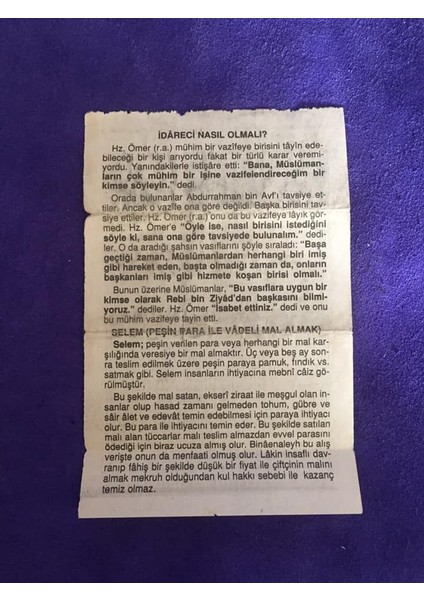 İDÂRECİ NASIL OLMALI?
Hz. Ömer (r.a.) mühim bir vazîfeye birisini tâyîn ede-
bileceği bir kişi arıyordu fakat bir türlü karar veremi-
yordu. Yanındakilerle istişâre etti: “Bana, Müslüman-
ların çok mühim bir işine vazifelendireceğim bir
kimse söyleyin.” dedi.
Orada bulunanlar Abdurrahman bin Avf’ı tavsiye et-
tiler. Ancak o vazîfe ona göre değildi. Başka birisini tav-
siye ettiler. Hz. Ömer (r.a.) onu da bu vazifeye lâyık gör-
medi. Hz. Ömer’e “Öyle ise, nasıl birisini istediğini
söyle ki, sana ona göre tavsiyede bulunalım.” dedi-
ler. O da aradığı şahsın vasıflarını şöyle sıraladı: “Başa
geçtiği zaman, Müslümanlardan herhangi biri imiş
gibi hareket eden, başta olmadığı zaman da, onların
başkanları imiş gibi hizmete koşan birisi olmalı.”
Bunun üzerine Müslümanlar, “Bu vasıflara uygun bir
kimse olarak Rebî bin Ziyâd’dan başkasını bilmi-
yoruz.” dediler. Hz. Ömer “İsabet ettiniz.” dedi ve onu
bu mühim vazifeye tayin etti.
SELEM (PEŞİN PARA İLE VÂDELİ MAL ALMAK)
Selem; peşin verilen para veya herhangi bir mal kar-
şılığında veresiye bir mal almaktır. Üç veya beş ay sonra
teslim edilmek üzere peşin paraya pamuk, fındık vs.
satmak gibi. Selem insanların ihtiyacına mebnî câiz gö-
rülmüştür.
Bu şekilde mal satan, ekserî ziraat ile meşgul olan in-
sanlar olup hasad zamanı gelmeden tohum, gübre ve
sâir âlet ve edevât temin edebilmesi için paraya ihtiyacı
olur. Bu para ile ihtiyacını temin eder. Bu şekilde satılan
malı alan tüccarlar malı teslim almazdan evvel parasını
ödediği için biraz ucuza almış olur. Binâenaleyh bu alış
verişte onun da menfaati olmuş olur. Lâkin insaflı dav-
ranıp fâhiş bir şekilde düşük bir fiyat ile çiftçinin malını
almak mekruh olduğundan kul hakkı sebebi ile kazanç
temiz olmaz.